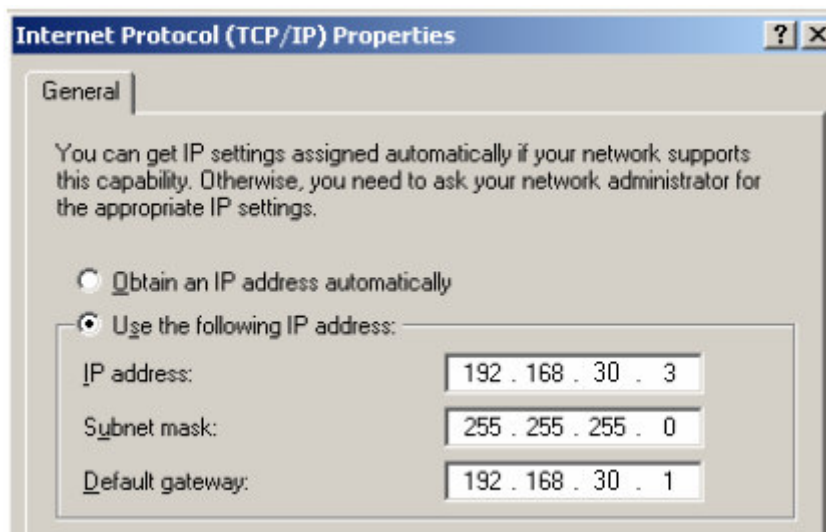 Internet Protocol (TCP/IP) Properties
General
You can get IP settings assigned automatically if your network supports
this capability. Otherwise, you need to ask your network administrator for
the appropriate IP settings.
Obtain an IP address automatically
Use the following IP address:
IP address: 192 . 168 . 30 . 3
Subnet mask: 255 . 255 . 255 . 0
Default gateway: 192 . 168 . 30 . 1